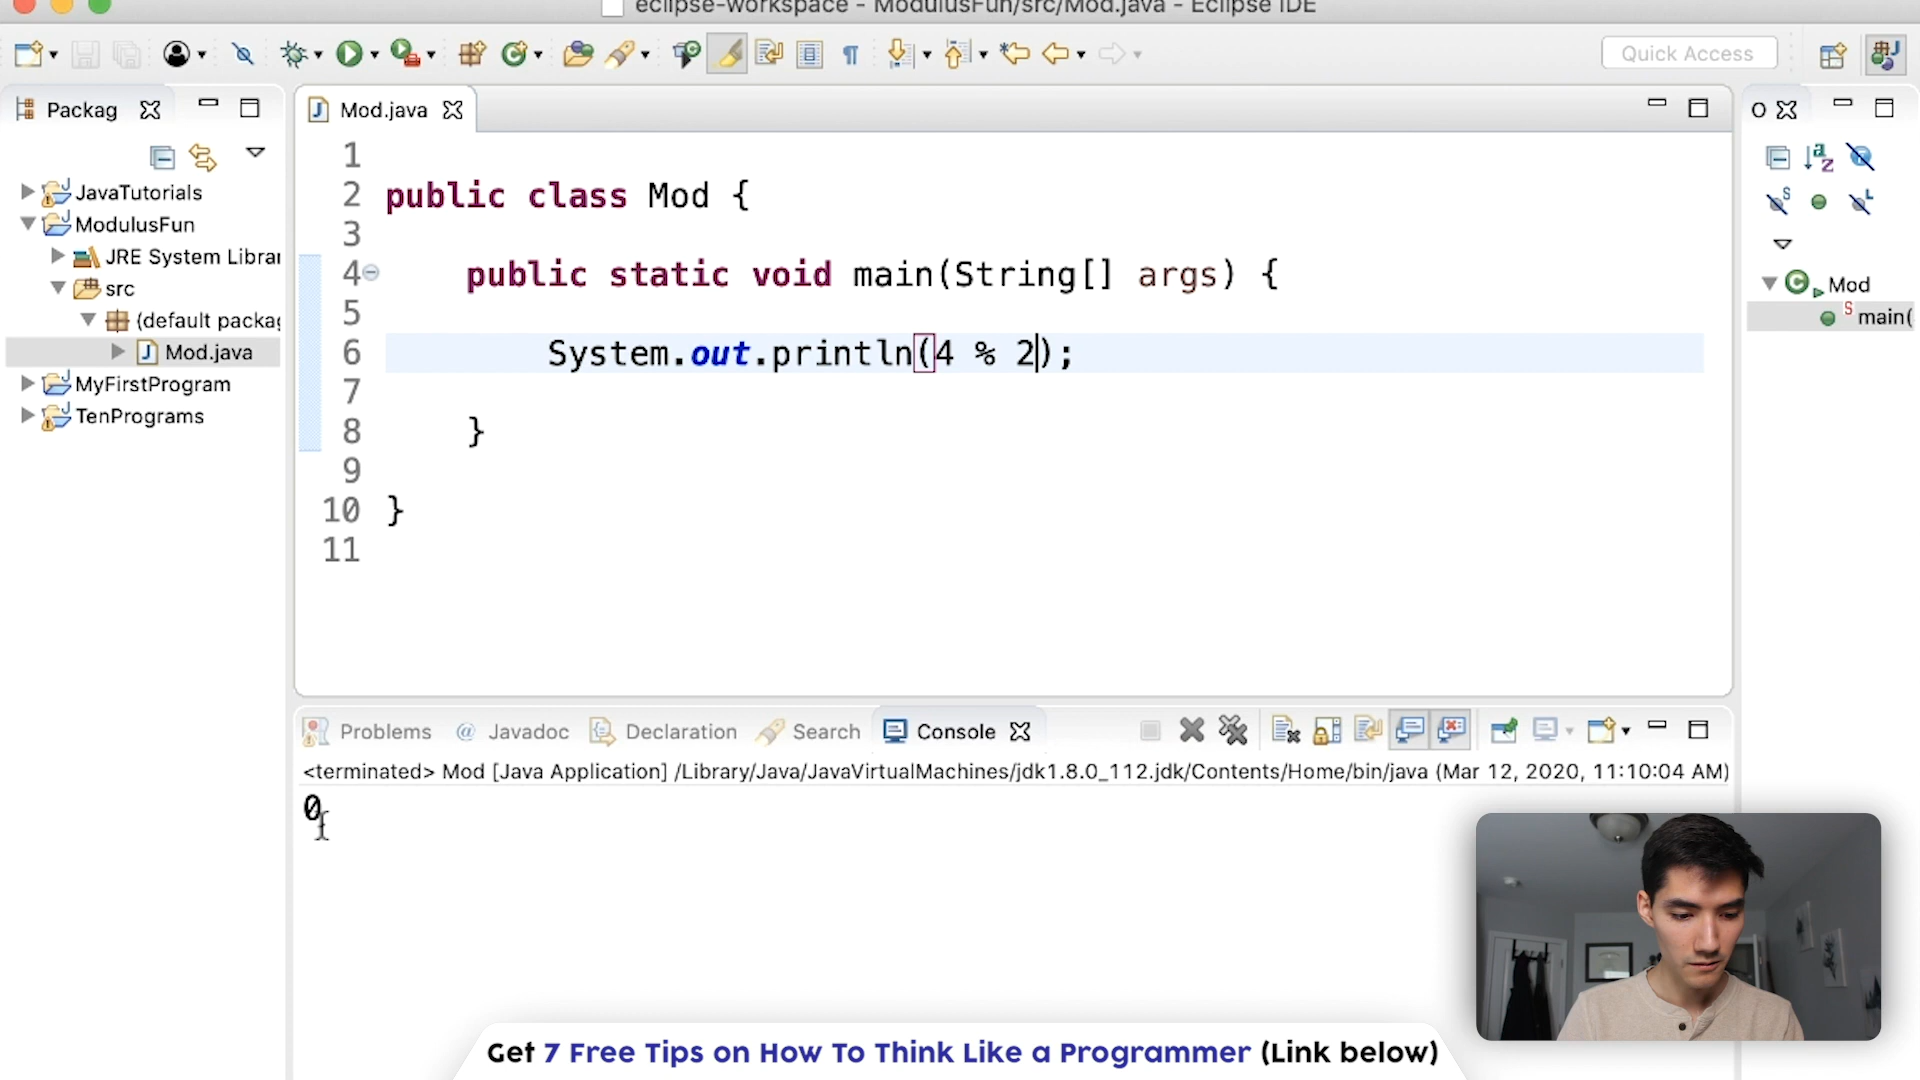 eclipse-workspace - ModulusFun/src/Mod.java - Eclipse IDE
Quick Access
Packag
Mod.java
O
JavaTutorials
ModulusFun
JRE System Librar
src
(default packag
Mod.java
MyFirstProgram
TenPrograms
1
2 public class Mod {
3
4 public static void main(String[] args) {
5
6 System.out.println(4 % 2);
7
8 }
9
10 }
11
Mod
main(
Problems @ Javadoc Declaration Search Console
<terminated> Mod [Java Application] /Library/Java/JavaVirtualMachines/jdk1.8.0_112.jdk/Contents/Home/bin/java (Mar 12, 2020, 11:10:04 AM)
0
Get 7 Free Tips on How To Think Like a Programmer (Link below)